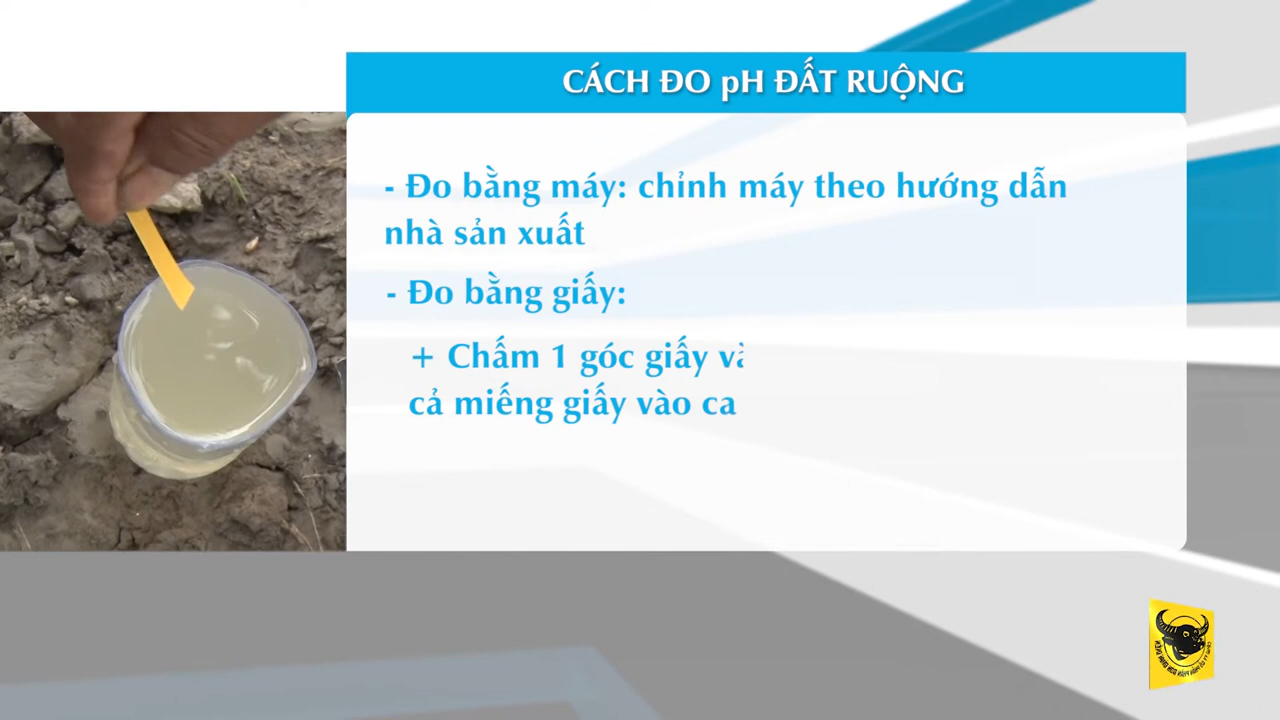 CÁCH ĐO pH ĐẤT RUỘNG
- Đo bằng máy: chỉnh máy theo hướng dẫn
nhà sản xuất
- Đo bằng giấy:
+ Chấm 1 góc giấy
cả miếng giấy vào ca